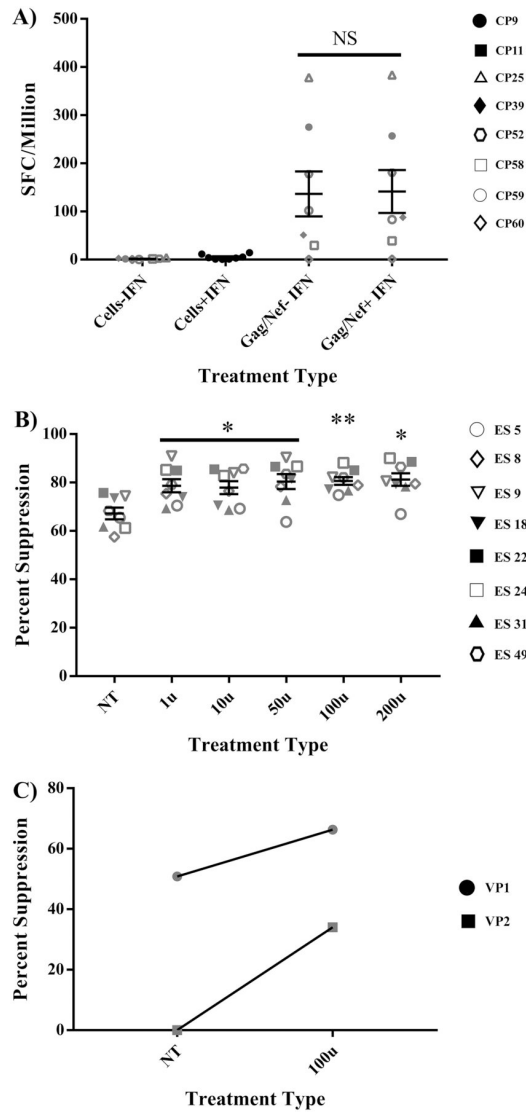 A)
SFC/Million
500
400
300
200
100
0
NS
Cells-IFN
Cells+IFN
Gag/Nef- IFN
Gag/Nef+ IFN
Treatment Type
CP9
CP11
CP25
CP39
CP52
CP58
CP59
CP60
B)
Percent Suppression
100
80
60
40
20
0
*
**
*
NT
1u
10u
50u
100u
200u
Treatment Type
ES 5
ES 8
ES 9
ES 18
ES 22
ES 24
ES 31
ES 49
C)
Percent Suppression
80
60
40
20
0
NT
100u
Treatment Type
VP1
VP2